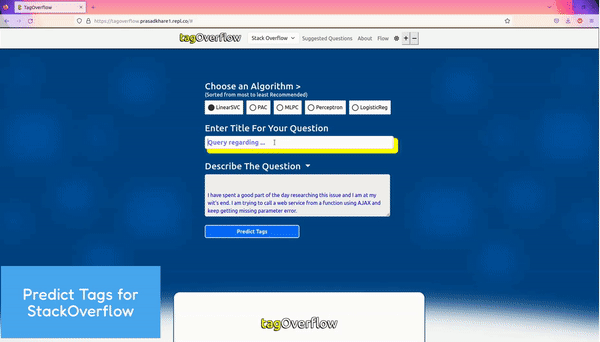 TagOverflow
https://tagoverflow.prasadkhare1.repl.co/#
tagOverflow
Stack Overflow
Suggested Questions
About
Flow
+
−
Choose an Algorithm >
(Sorted from most to least Recommended)
LinearSVC
PAC
MLPC
Perceptron
LogisticReg
Enter Title For Your Question
Query regarding ...
Describe The Question
I have spent a good part of the day researching this issue and I am at my
wit's end. I am trying to call a web service from a function using AJAX and
keep getting missing parameter error.
Predict Tags
Predict Tags for
StackOverflow
tagOverflow